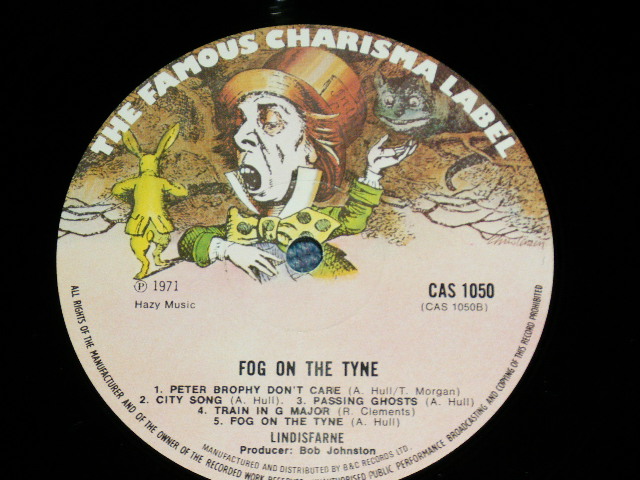 THE FAMOUS CHARISMA LABEL
℗ 1971
Hazy Music
CAS 1050
(CAS 1050B)
FOG ON THE TYNE
1. PETER BROPHY DON'T CARE (A. Hull/T. Morgan)
2. CITY SONG (A. Hull). 3. PASSING GHOSTS (A. Hull)
4. TRAIN IN G MAJOR (R. Clements)
5. FOG ON THE TYNE (A. Hull)
LINDISFARNE
Producer: Bob Johnston
MANUFACTURED AND DISTRIBUTED BY B&C RECORDS LTD.
ALL RIGHTS OF THE MANUFACTURER AND OF THE OWNER OF THE RECORDED WORK RESERVED. UNAUTHORISED PUBLIC PERFORMANCE BROADCASTING AND COPYING OF THIS RECORD PROHIBITED